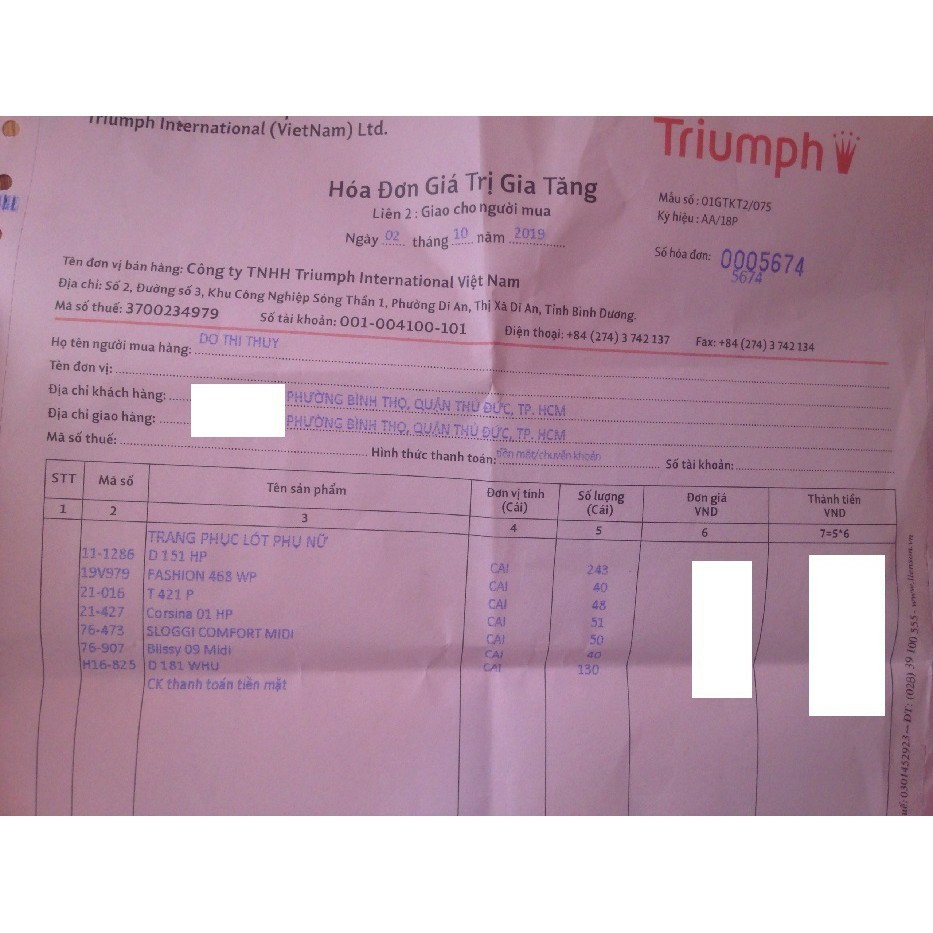 Triumph International (VietNam) Ltd.
Triumph
Hóa Đơn Giá Trị Gia Tăng
Liên 2 : Giao cho người mua
Ngày 02 tháng 10 năm 2019
Mẫu số : 01GTKT2/075
Ký hiệu : AA/18P
Số hóa đơn: 0005674
5674
Tên đơn vị bán hàng: Công ty TNHH Triumph International Việt Nam
Địa chỉ: Số 2, Đường số 3, Khu Công Nghiệp Sóng Thần 1, Phường Dĩ An, Thị Xã Dĩ An, Tỉnh Bình Dương.
Mã số thuế: 3700234979 Số tài khoản: 001-004100-101 Điện thoại: +84 (274) 3 742 137 Fax: +84 (274) 3 742 134
Họ tên người mua hàng: DO THI THUY
Tên đơn vị:
Địa chỉ khách hàng: PHƯỜNG BÌNH THỌ, QUẬN THỦ ĐỨC, TP. HCM
Địa chỉ giao hàng: PHƯỜNG BÌNH THỌ, QUẬN THỦ ĐỨC, TP. HCM
Mã số thuế: Hình thức thanh toán: tiền mặt/chuyển khoản Số tài khoản:
STT Mã số Tên sản phẩm Đơn vị tính (Cái) Số lượng (Cái) Đơn giá VND Thành tiền VND
1 2 3 4 5 6 7=5*6
TRANG PHỤC LÓT PHỤ NỮ
11-1286 D 151 HP CAI 243
19V979 FASHION 468 WP CAI 40
21-016 T 421 P CAI 48
21-427 Corsina 01 HP CAI 51
76-473 SLOGGI COMFORT MIDI CAI 50
76-907 Blissy 09 Midi CAI 40
H16-825 D 181 WHU CAI 130
CK thanh toán tiền mặt
0301452923 – ĐT: (028) 39 100 555 - www.lienson.vn